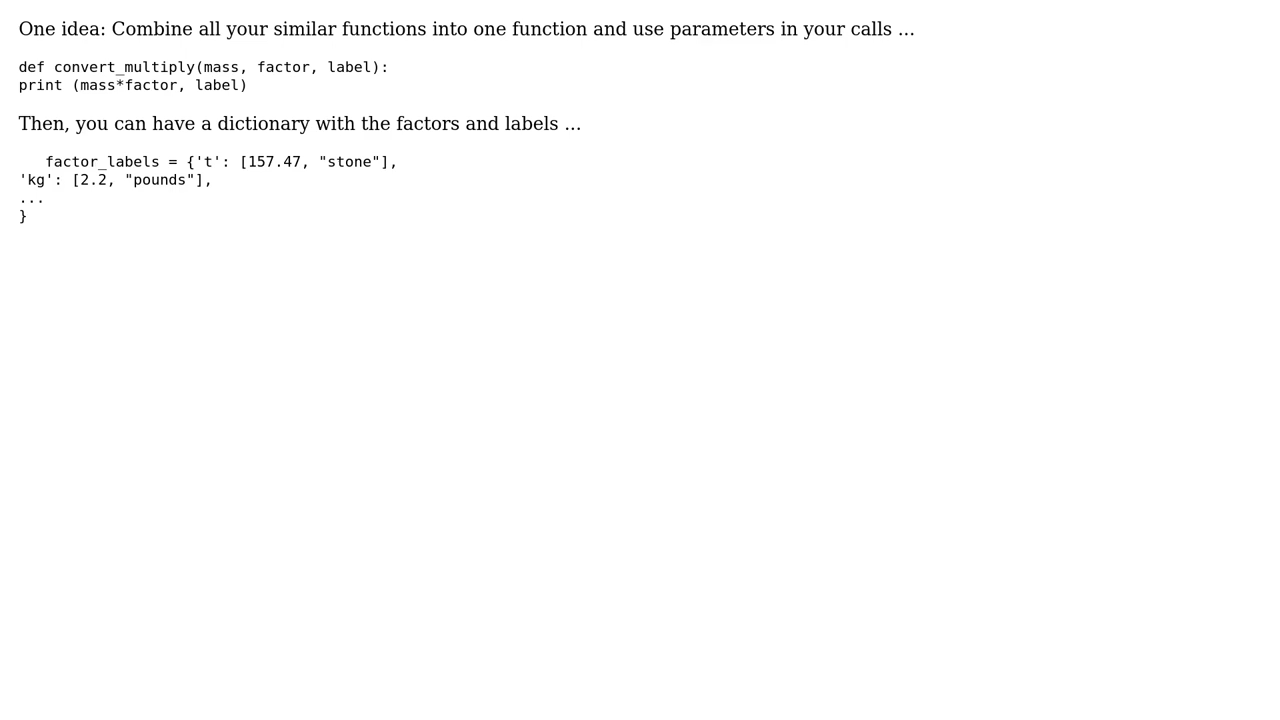 One idea: Combine all your similar functions into one function and use parameters in your calls ...
def convert_multiply(mass, factor, label):
print (mass*factor, label)
Then, you can have a dictionary with the factors and labels ...
   factor_labels = {'t': [157.47, "stone"],
'kg': [2.2, "pounds"],
...
}